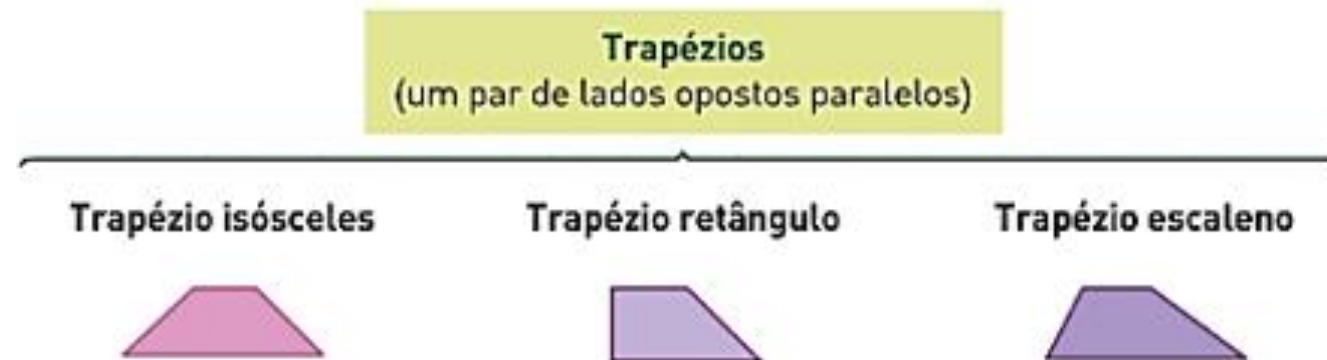 Trapézios
(um par de lados opostos paralelos)
Trapézio isósceles
Trapézio retângulo
Trapézio escaleno